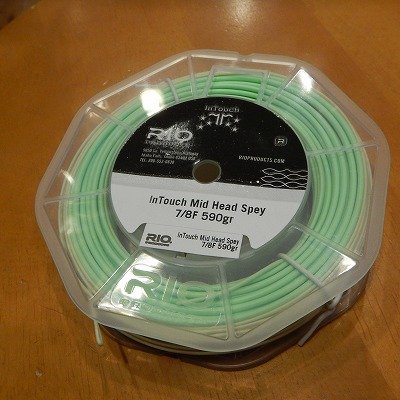 InTouch
RIO
RIOPRODUCTS.COM
InTouch Mid Head Spey
7/8F 590gr
RIO
InTouch Mid Head Spey
7/8F 590gr
RIO